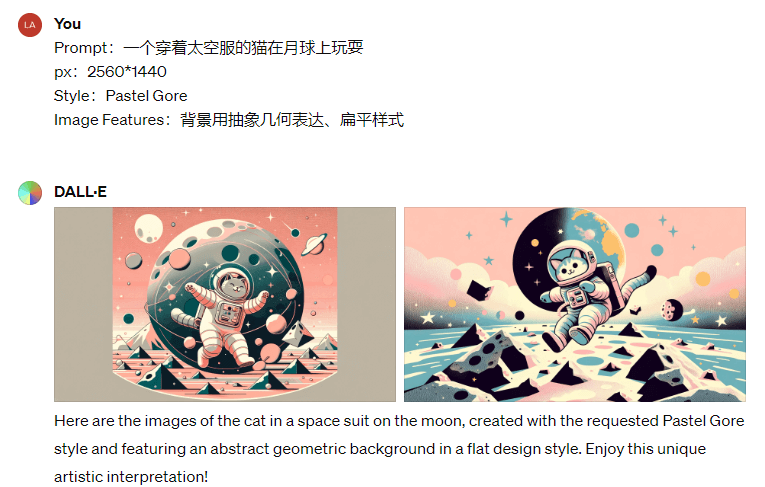 LA
You
Prompt：一个穿着太空服的猫在月球上玩耍
px：2560*1440
Style：Pastel Gore
Image Features：背景用抽象几何表达、扁平样式
DALL·E
Here are the images of the cat in a space suit on the moon, created with the requested Pastel Gore
style and featuring an abstract geometric background in a flat design style. Enjoy this unique
artistic interpretation!